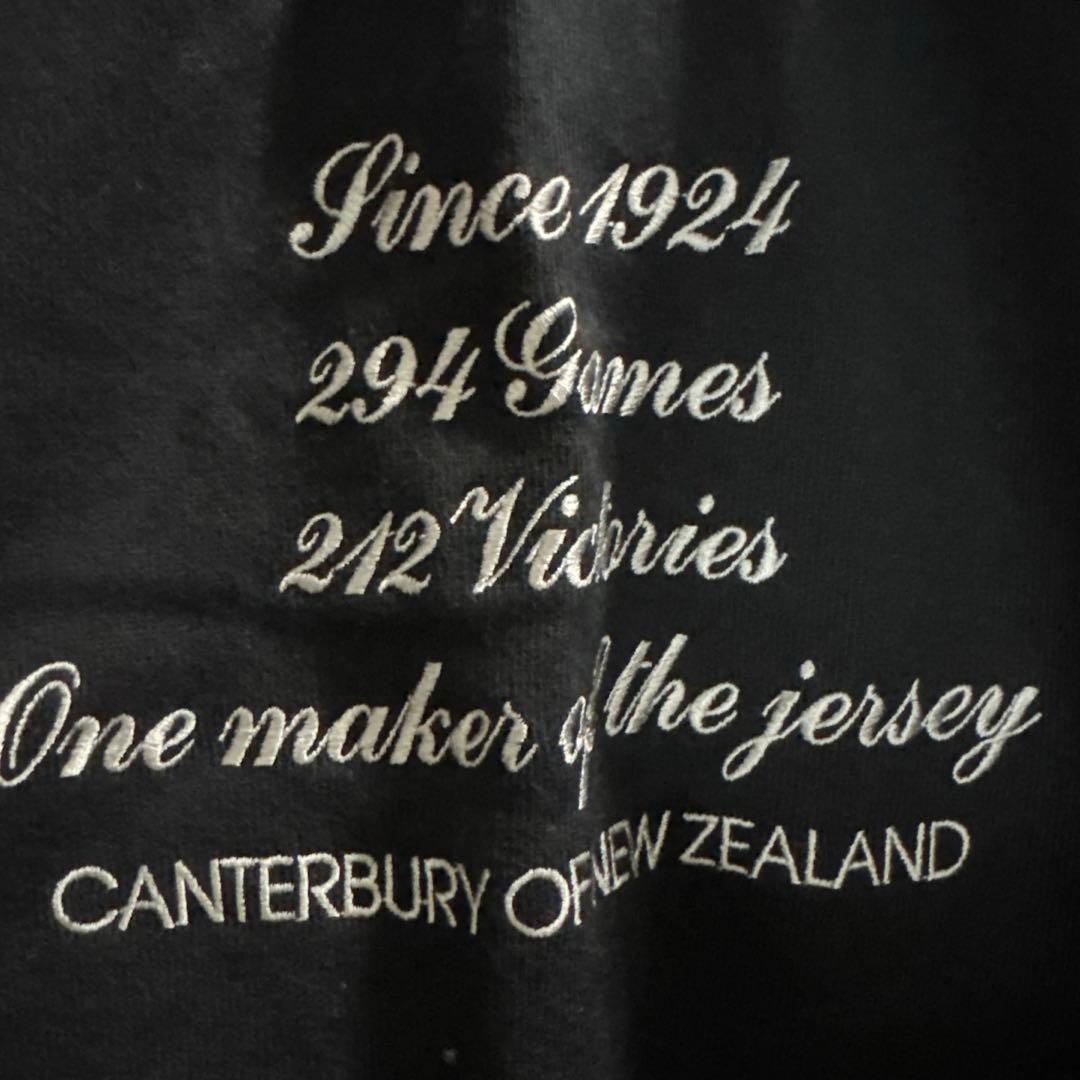 Since 1924
294 Games
212 Victories
One maker of the jersey
CANTERBURY OF NEW ZEALAND